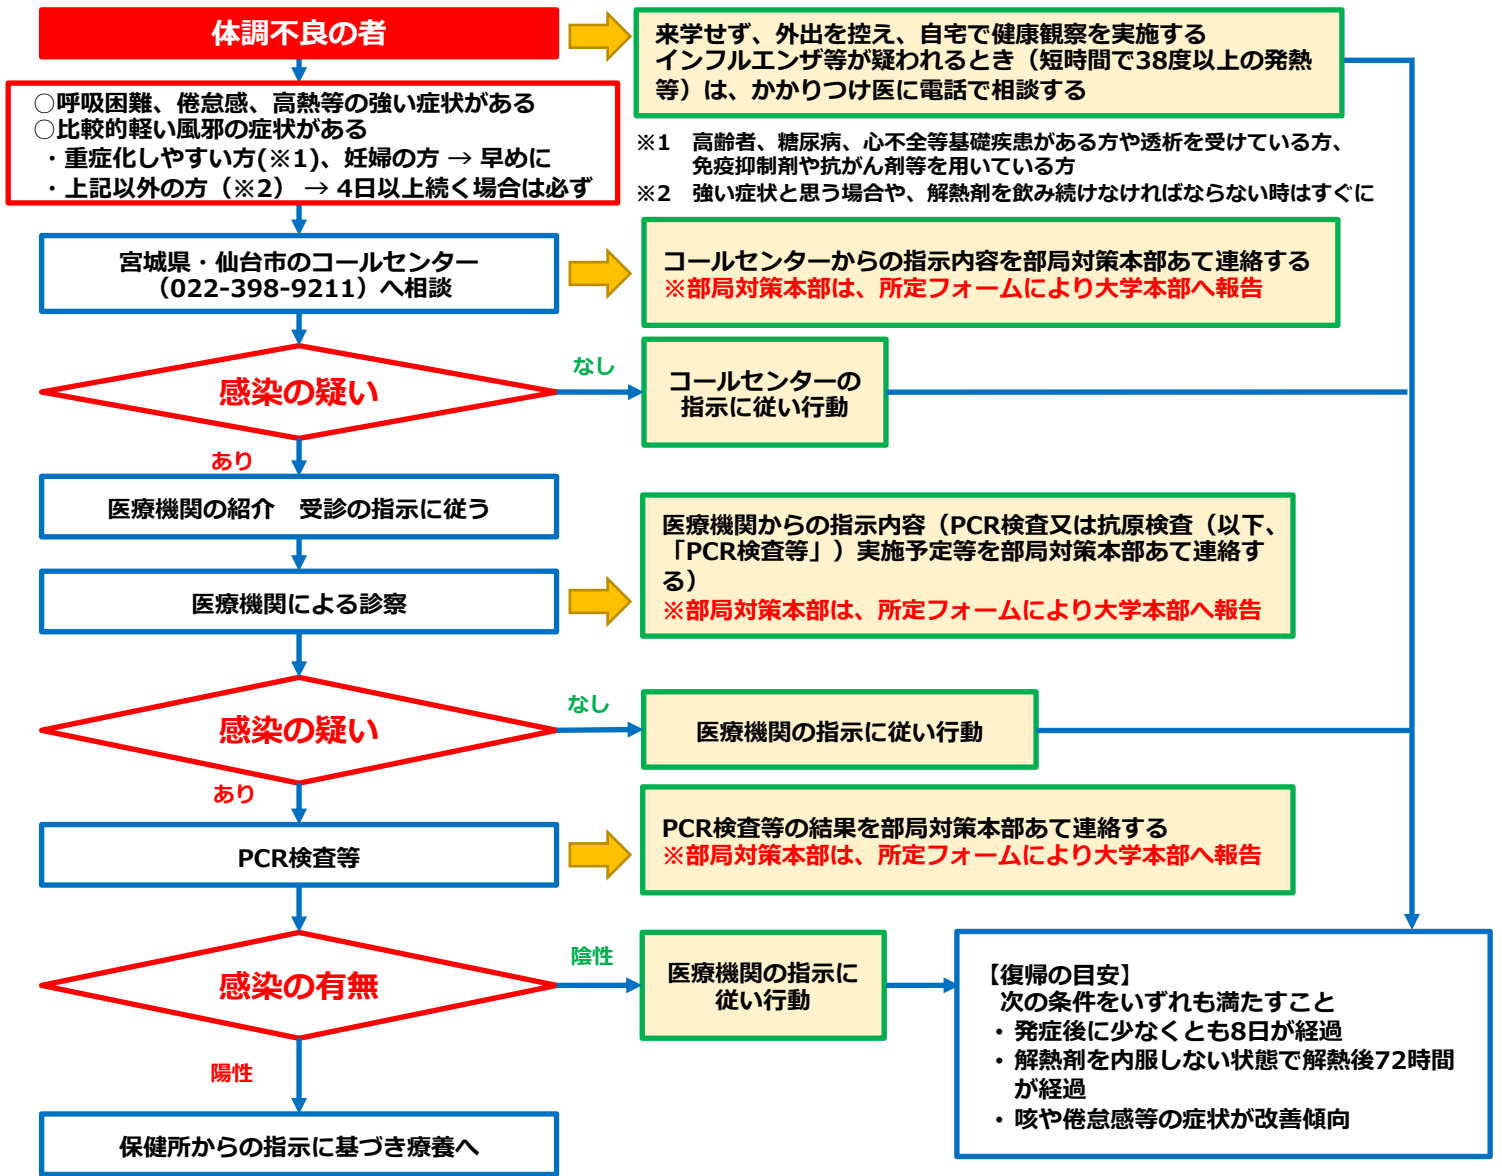 体調不良の者
来学せず、外出を控え、自宅で健康観察を実施する
インフルエンザ等が疑われるとき（短時間で38度以上の発熱
等）は、かかりつけ医に電話で相談する
○呼吸困難、倦怠感、高熱等の強い症状がある
○比較的軽い風邪の症状がある
・重症化しやすい方(※1)、妊婦の方 → 早めに
・上記以外の方（※2） → 4日以上続く場合は必ず
※1　高齢者、糖尿病、心不全等基礎疾患がある方や透析を受けている方、
免疫抑制剤や抗がん剤等を用いている方
※2　強い症状と思う場合や、解熱剤を飲み続けなければならない時はすぐに
宮城県・仙台市のコールセンター
（022-398-9211）へ相談
コールセンターからの指示内容を部局対策本部あて連絡する
※部局対策本部は、所定フォームにより大学本部へ報告
感染の疑い
なし
コールセンターの
指示に従い行動
あり
医療機関の紹介　受診の指示に従う
医療機関からの指示内容（PCR検査又は抗原検査（以下、
「PCR検査等」）実施予定等を部局対策本部あて連絡す
る）
※部局対策本部は、所定フォームにより大学本部へ報告
医療機関による診察
感染の疑い
なし
医療機関の指示に従い行動
あり
PCR検査等
PCR検査等の結果を部局対策本部あて連絡する
※部局対策本部は、所定フォームにより大学本部へ報告
感染の有無
陰性
医療機関の指示に
従い行動
【復帰の目安】
次の条件をいずれも満たすこと
・発症後に少なくとも8日が経過
・解熱剤を内服しない状態で解熱後72時間
が経過
・咳や倦怠感等の症状が改善傾向
陽性
保健所からの指示に基づき療養へ